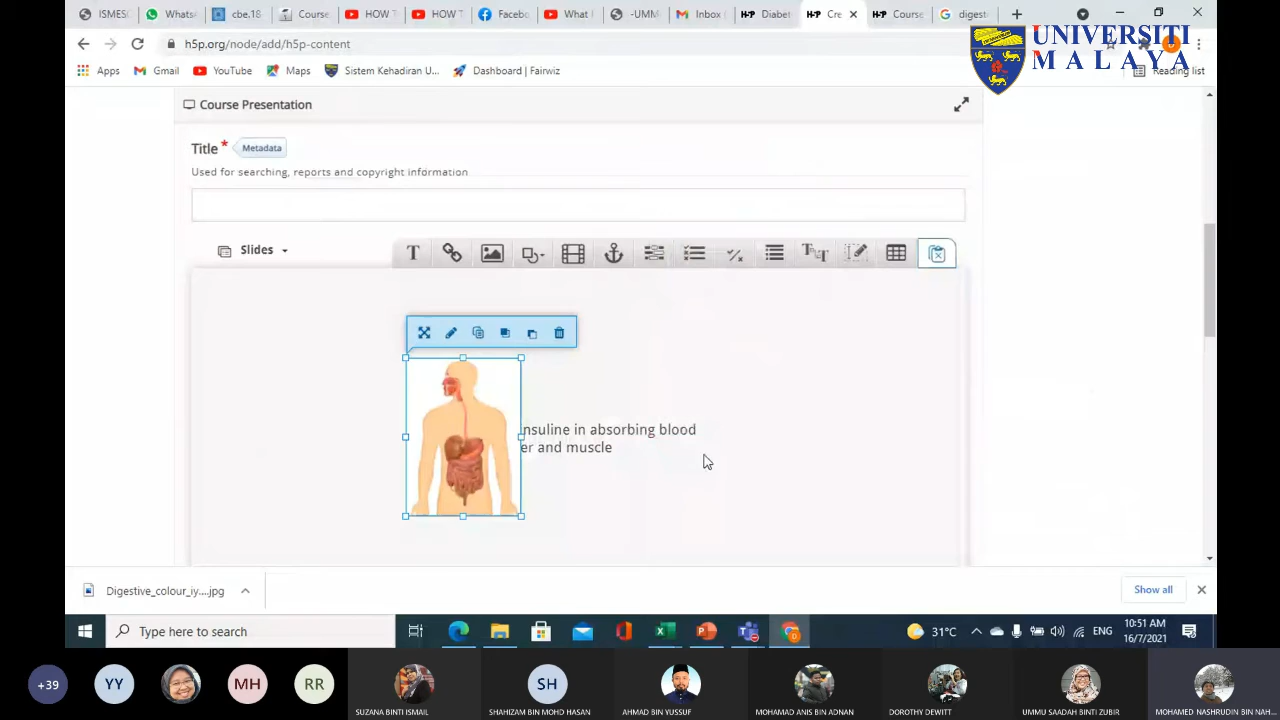 ISMES
WhatsA
cbe.18
Course
HOW T
HOW T
Facebo
What i
-UMM
Inbox
H-P Diabet
H-P Cre
H-P Course
digest
h5p.org/node/add/h5p-content
UNIVERSITI
MALAYA
Apps
Gmail
YouTube
Maps
Sistem Kehadiran U...
Dashboard | Fairwiz
Reading list
Course Presentation
Title *
Metadata
Used for searching, reports and copyright information
Slides
T
nsuline in absorbing blood
er and muscle
Digestive_colour_iy....jpg
Show all
Type here to search
31°C
ENG
10:51 AM
16/7/2021
+39
YY
MH
RR
SH
SUZANA BINTI ISMAIL
SHAHIZAM BIN MOHD HASAN
AHMAD BIN YUSSUF
MOHAMAD ANIS BIN ADNAN
DOROTHY DEWITT
UMMU SAADAH BINTI ZUBIR
MOHAMED NASHRUDIN BIN NAH...